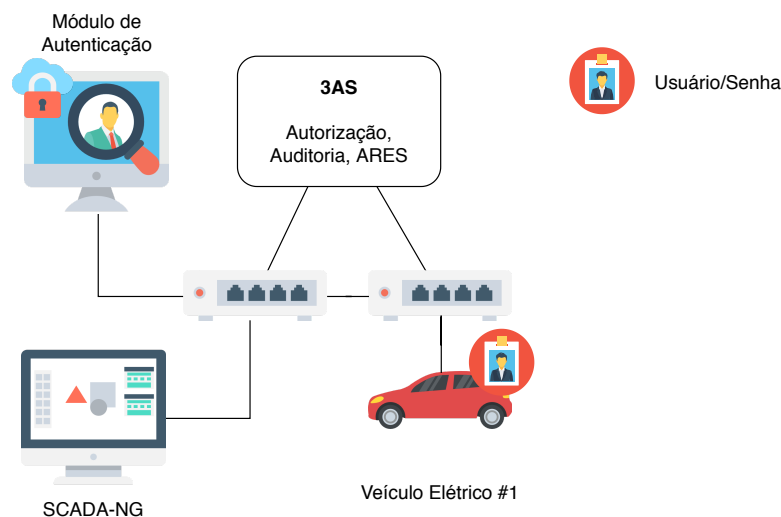 Módulo de
Autenticação
3AS
Autorização,
Auditoria, ARES
Usuário/Senha
SCADA-NG
Veículo Elétrico #1